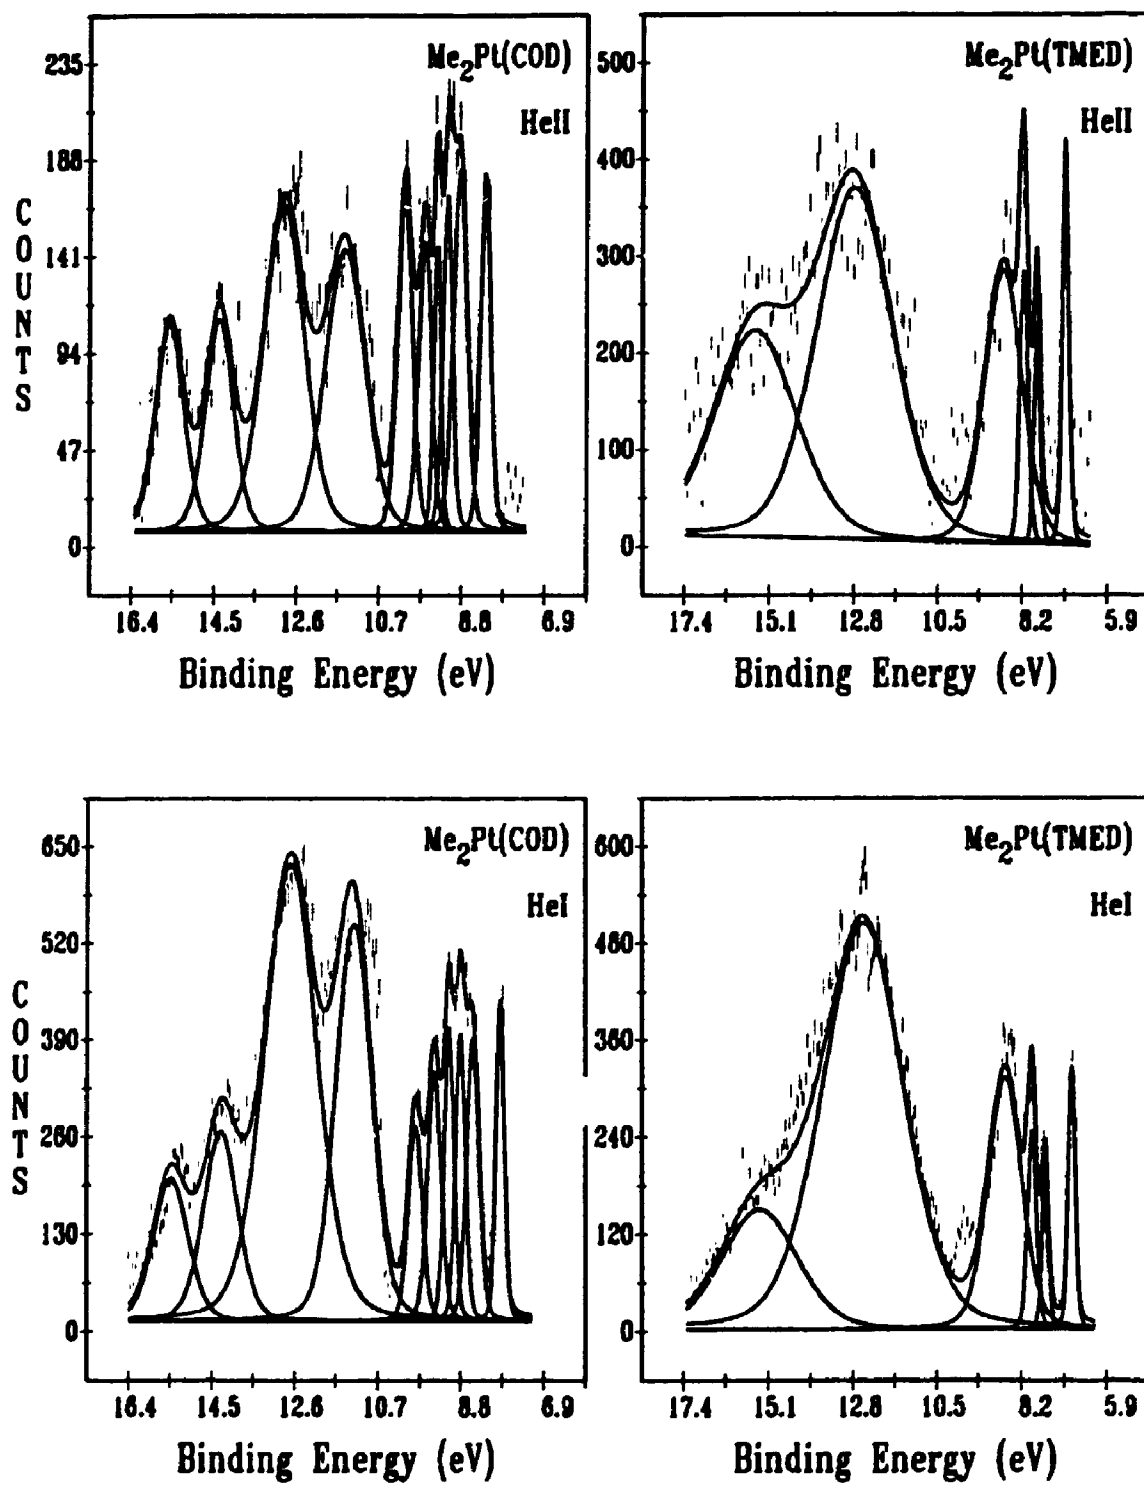 Me2Pt(COD)
HeII
235
188
141
94
47
0
COUNTS
16.4 14.5 12.6 10.7 8.8 6.9
Binding Energy (eV)
Me2Pt(TMED)
HeII
500
400
300
200
100
0
17.4 15.1 12.8 10.5 8.2 5.9
Binding Energy (eV)
Me2Pt(COD)
HeI
650
520
390
260
130
0
COUNTS
16.4 14.5 12.6 10.7 8.8 6.9
Binding Energy (eV)
Me2Pt(TMED)
HeI
600
480
360
240
120
0
17.4 15.1 12.8 10.5 8.2 5.9
Binding Energy (eV)